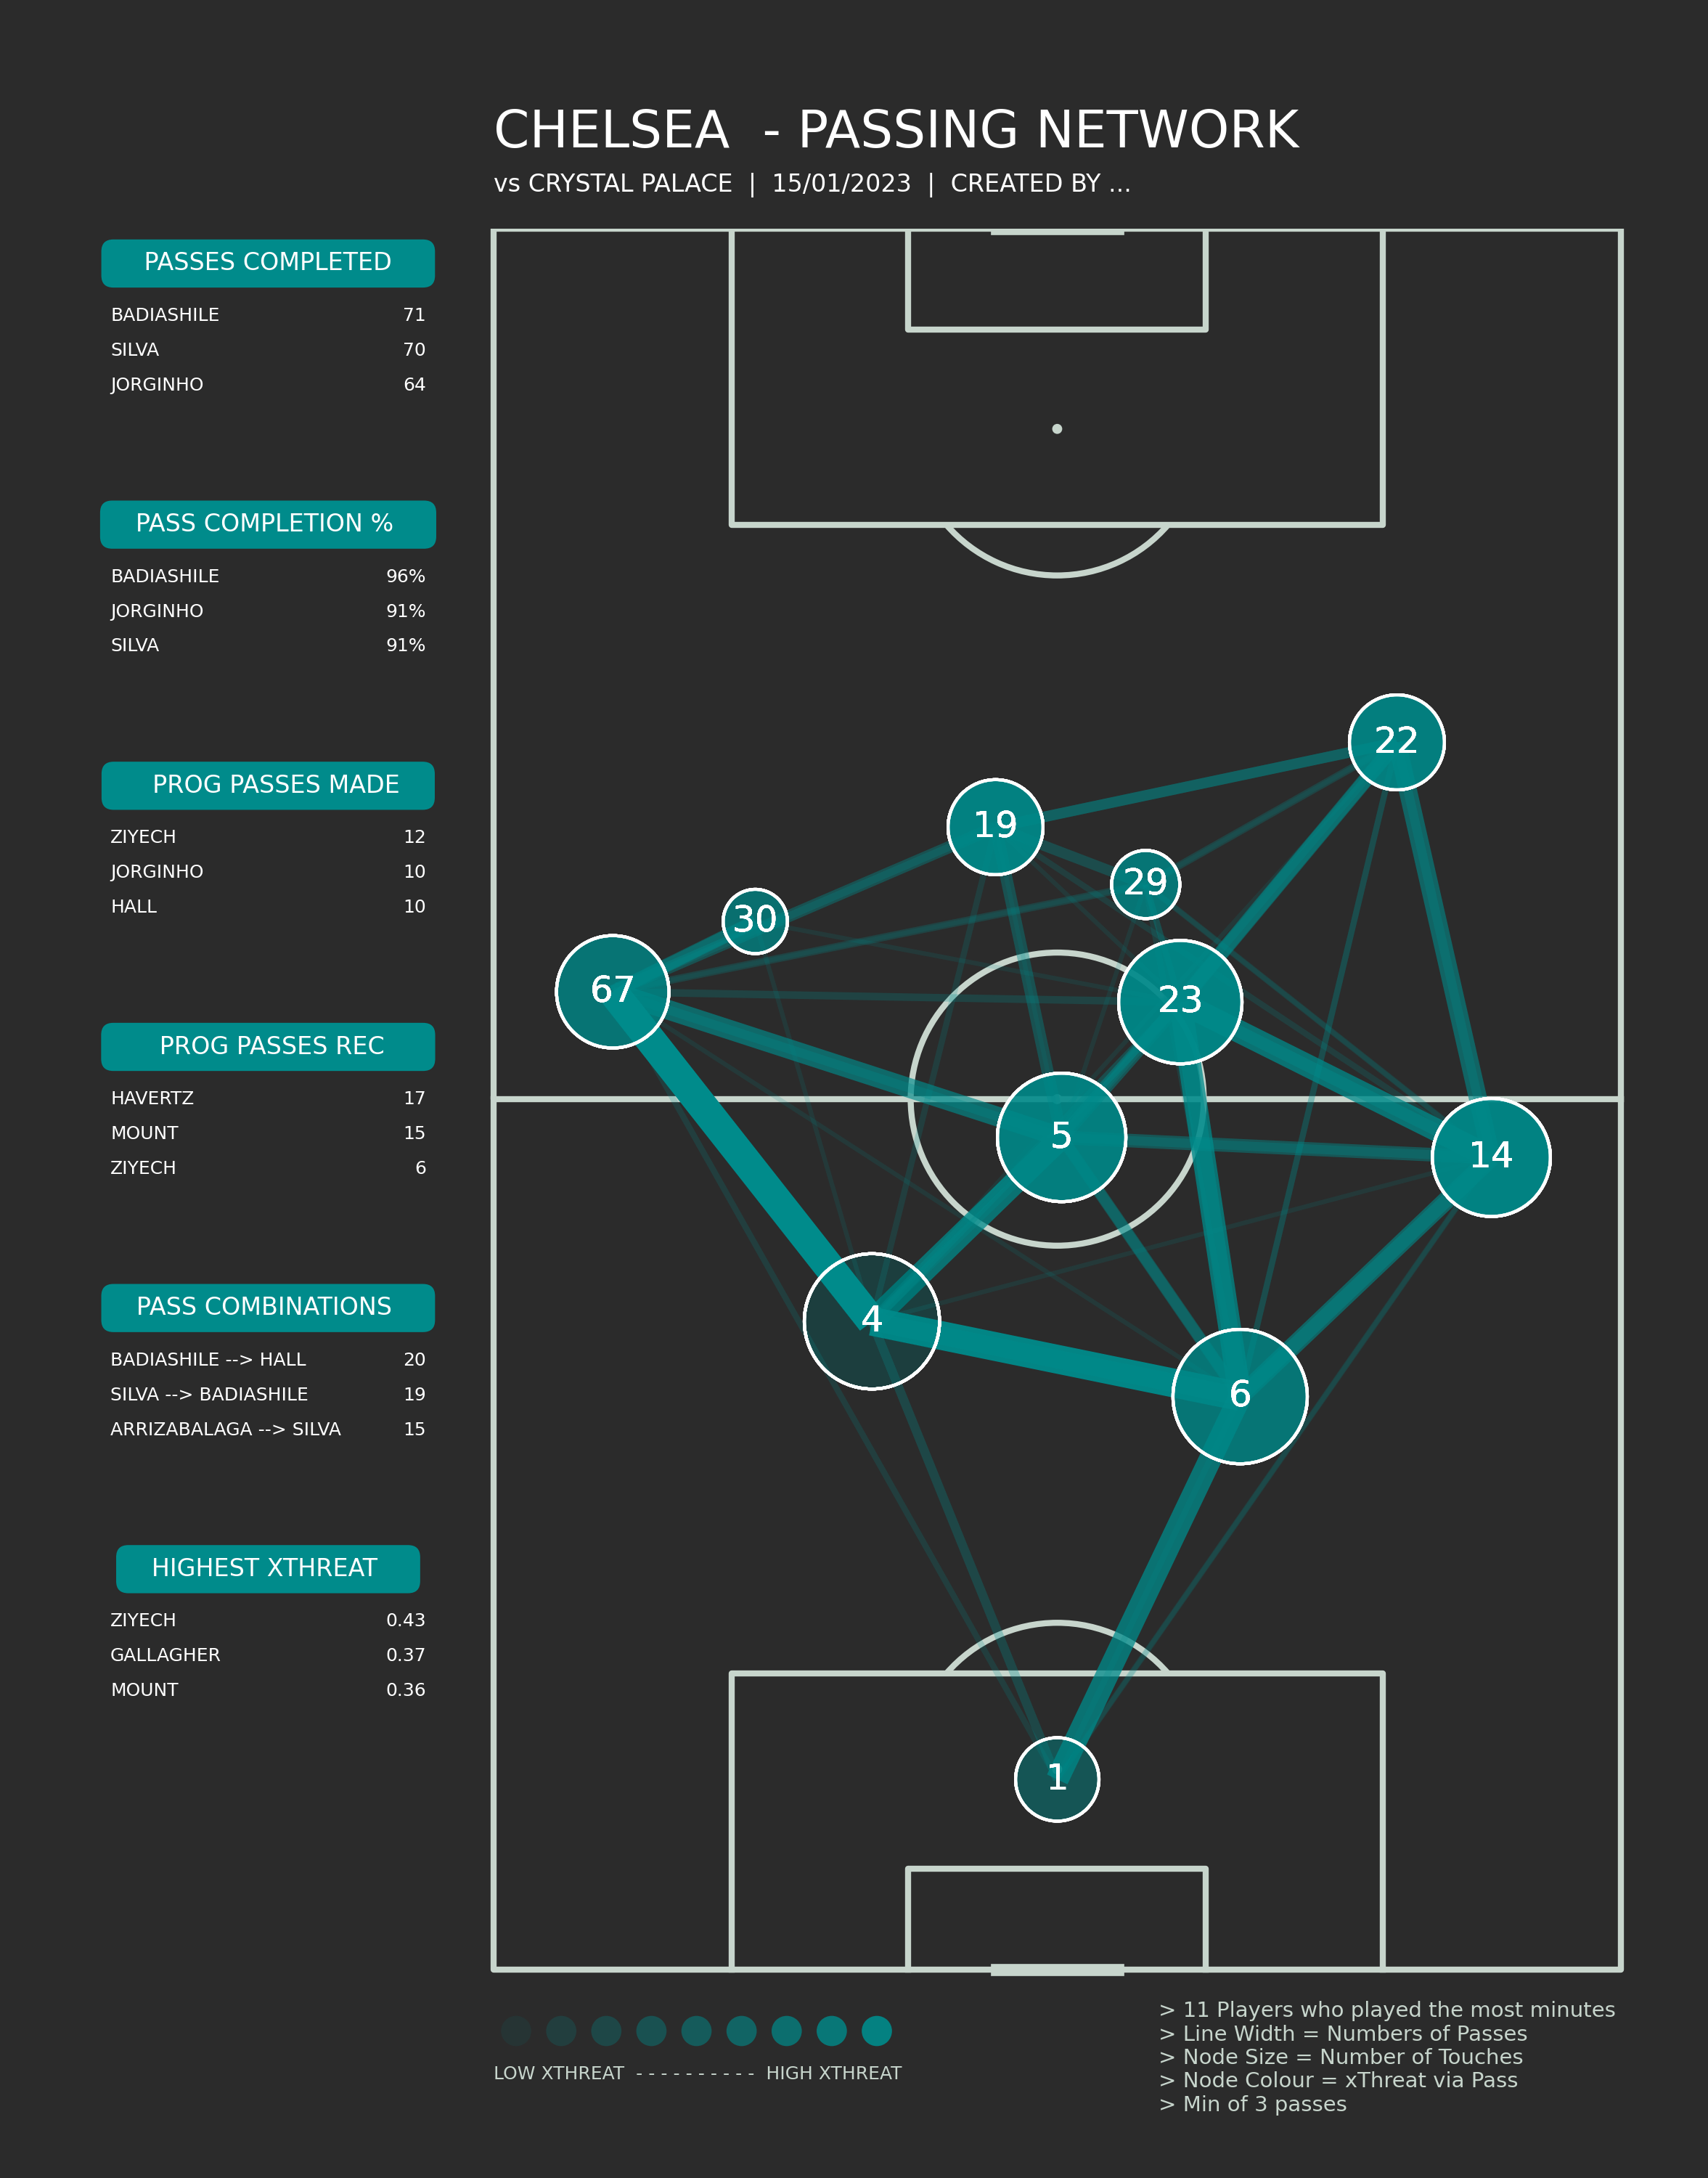 CHELSEA - PASSING NETWORK
vs CRYSTAL PALACE | 15/01/2023 | CREATED BY ...
PASSES COMPLETED
BADIASHILE 71
SILVA 70
JORGINHO 64
PASS COMPLETION %
BADIASHILE 96%
JORGINHO 91%
SILVA 91%
PROG PASSES MADE
ZIYECH 12
JORGINHO 10
HALL 10
PROG PASSES REC
HAVERTZ 17
MOUNT 15
ZIYECH 6
PASS COMBINATIONS
BADIASHILE --> HALL 20
SILVA --> BADIASHILE 19
ARRIZABALAGA --> SILVA 15
HIGHEST XTHREAT
ZIYECH 0.43
GALLAGHER 0.37
MOUNT 0.36
22
19
29
30
67
23
5
14
4
6
1
LOW XTHREAT - - - - - - - - - - HIGH XTHREAT
> 11 Players who played the most minutes
> Line Width = Numbers of Passes
> Node Size = Number of Touches
> Node Colour = xThreat via Pass
> Min of 3 passes